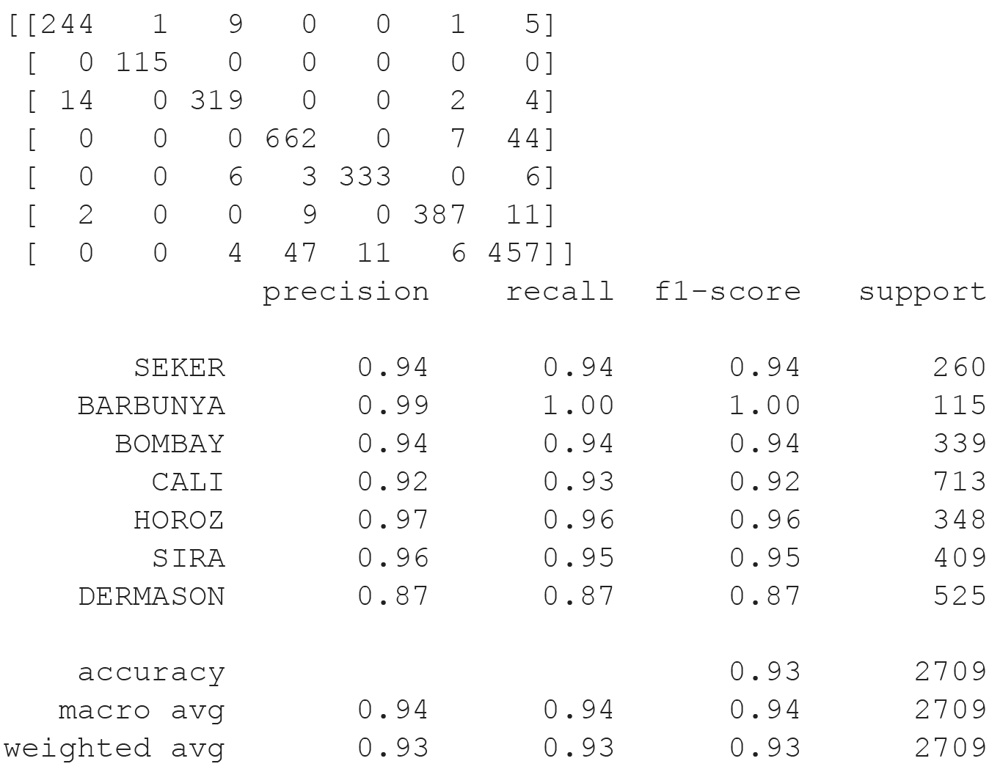 [[244   1   9   0   0   1   5]
 [  0 115   0   0   0   0   0]
 [ 14   0 319   0   0   2   4]
 [  0   0   0 662   0   7  44]
 [  0   0   6   3 333   0   6]
 [  2   0   0   9   0 387  11]
 [  0   0   4  47  11   6 457]]
              precision    recall  f1-score   support

       SEKER       0.94      0.94      0.94       260
    BARBUNYA       0.99      1.00      1.00       115
      BOMBAY       0.94      0.94      0.94       339
        CALI       0.92      0.93      0.92       713
       HOROZ       0.97      0.96      0.96       348
        SIRA       0.96      0.95      0.95       409
    DERMASON       0.87      0.87      0.87       525

    accuracy                           0.93      2709
   macro avg       0.94      0.94      0.94      2709
weighted avg       0.93      0.93      0.93      2709